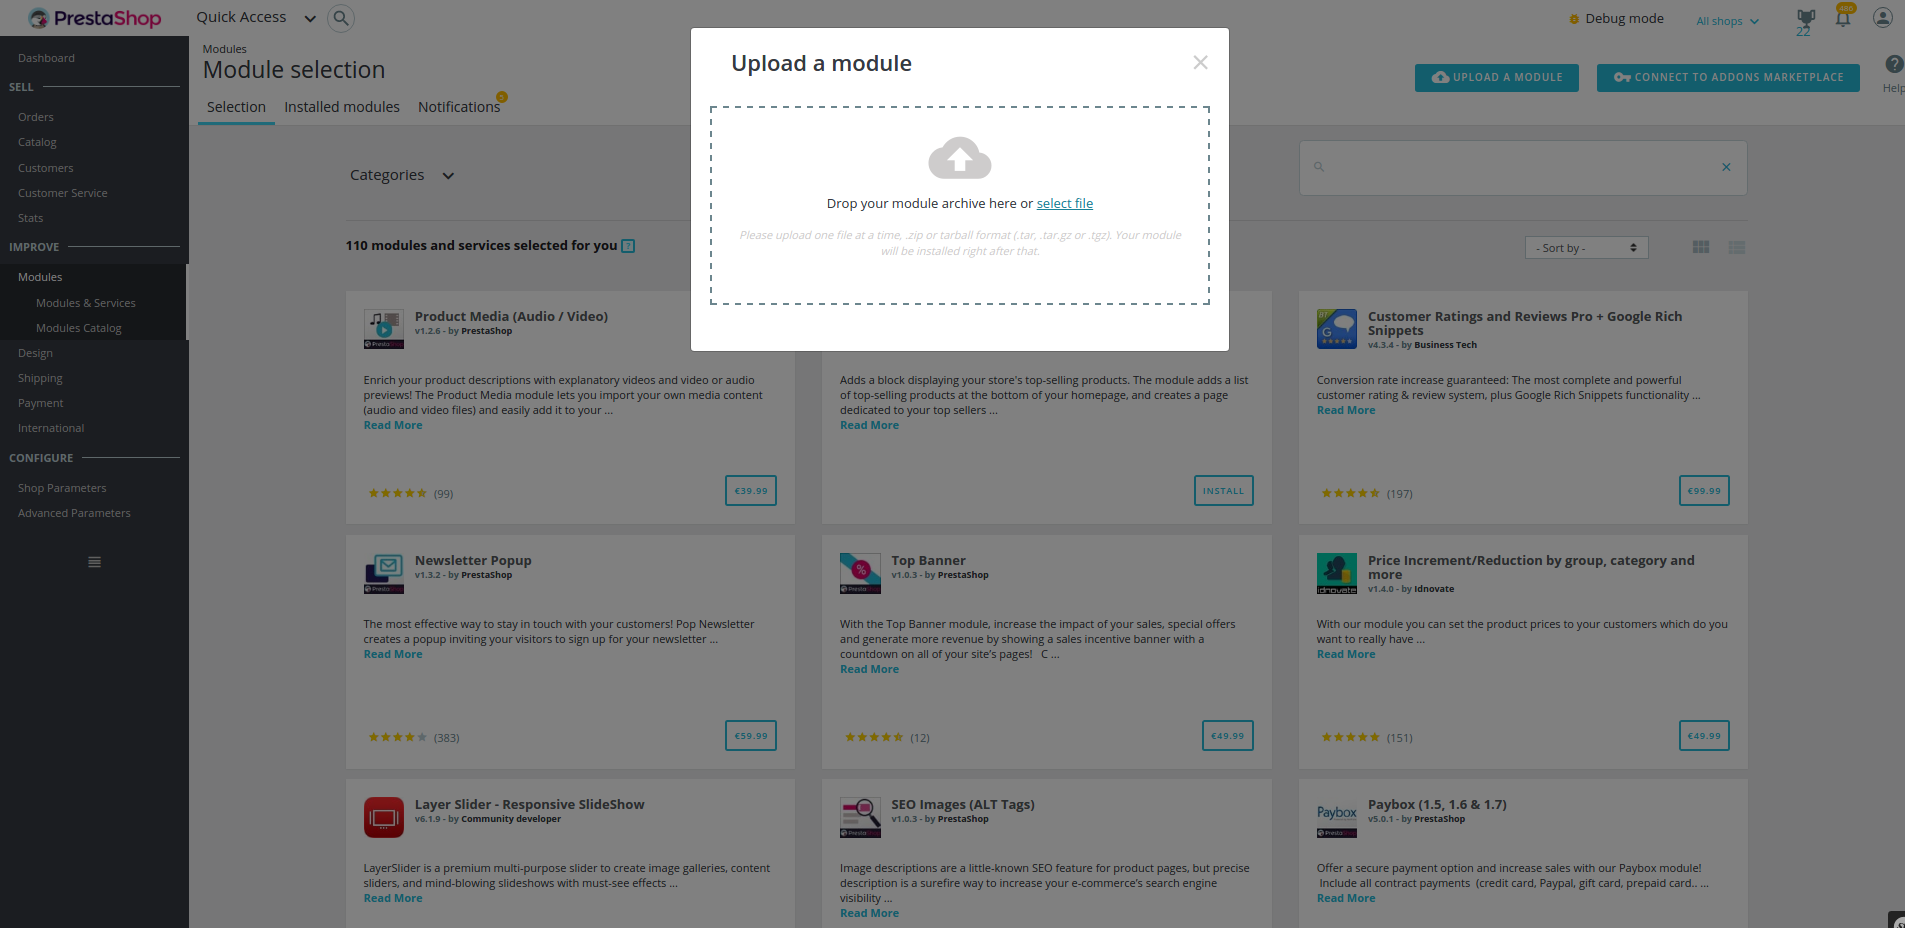 PrestaShop
Quick Access
Debug mode
All shops
22
Dashboard
SELL
Orders
Catalog
Customers
Customer Service
Stats
IMPROVE
Modules
Modules & Services
Modules Catalog
Design
Shipping
Payment
International
CONFIGURE
Shop Parameters
Advanced Parameters
Modules
Module selection
UPLOAD A MODULE
CONNECT TO ADDONS MARKETPLACE
Help
Selection
Installed modules
Notifications
Upload a module
Drop your module archive here or select file
Please upload one file at a time, .zip or tarball format (.tar, .tar.gz or .tgz). Your module
will be installed right after that.
Categories
110 modules and services selected for you ?
- Sort by -
Product Media (Audio / Video)
v1.2.6 - by PrestaShop
Enrich your product descriptions with explanatory videos and video or audio
previews! The Product Media module lets you import your own media content
(audio and video files) and easily add it to your ...
Read More
(99)
€39.99
Adds a block displaying your store's top-selling products. The module adds a list
of top-selling products at the bottom of your homepage, and creates a page
dedicated to your top sellers ...
Read More
INSTALL
Customer Ratings and Reviews Pro + Google Rich
Snippets
v4.3.4 - by Business Tech
Conversion rate increase guaranteed: The most complete and powerful
customer rating & review system, plus Google Rich Snippets functionality ...
Read More
(197)
€99.99
Newsletter Popup
v1.3.2 - by PrestaShop
The most effective way to stay in touch with your customers! Pop Newsletter
creates a popup inviting your visitors to sign up for your newsletter ...
Read More
(383)
€59.99
Top Banner
v1.0.3 - by PrestaShop
With the Top Banner module, increase the impact of your sales, special offers
and generate more revenue by showing a sales incentive banner with a
countdown on all of your site's pages!   C ...
Read More
(12)
€49.99
idnovate
Price Increment/Reduction by group, category and
more
v1.4.0 - by Idnovate
With our module you can set the product prices to your customers which do you
want to really have ...
Read More
(151)
€49.99
Layer Slider - Responsive SlideShow
v6.1.9 - by Community developer
LayerSlider is a premium multi-purpose slider to create image galleries, content
sliders, and mind-blowing slideshows with must-see effects ...
Read More
SEO Images (ALT Tags)
v1.0.3 - by PrestaShop
Image descriptions are a little-known SEO feature for product pages, but precise
description is a surefire way to increase your e-commerce's search engine
visibility ...
Read More
Paybox
Paybox (1.5, 1.6 & 1.7)
v5.0.1 - by PrestaShop
Offer a secure payment option and increase sales with our Paybox module!
Include all contract payments  (credit card, Paypal, gift card, prepaid card.. ...
Read More